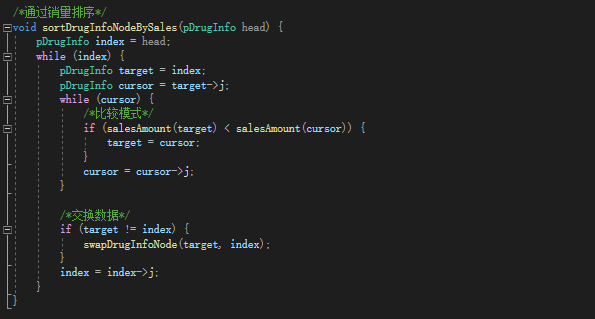 /*通过销量排序*/
void sortDrugInfoNodeBySales(pDrugInfo head) {
    pDrugInfo index = head;
    while (index) {
        pDrugInfo target = index;
        pDrugInfo cursor = target->j;
        while (cursor) {
            /*比较模式*/
            if (salesAmount(target) < salesAmount(cursor)) {
                target = cursor;
            }
            cursor = cursor->j;
        }

        /*交换数据*/
        if (target != index) {
            swapDrugInfoNode(target, index);
        }
        index = index->j;
    }
}